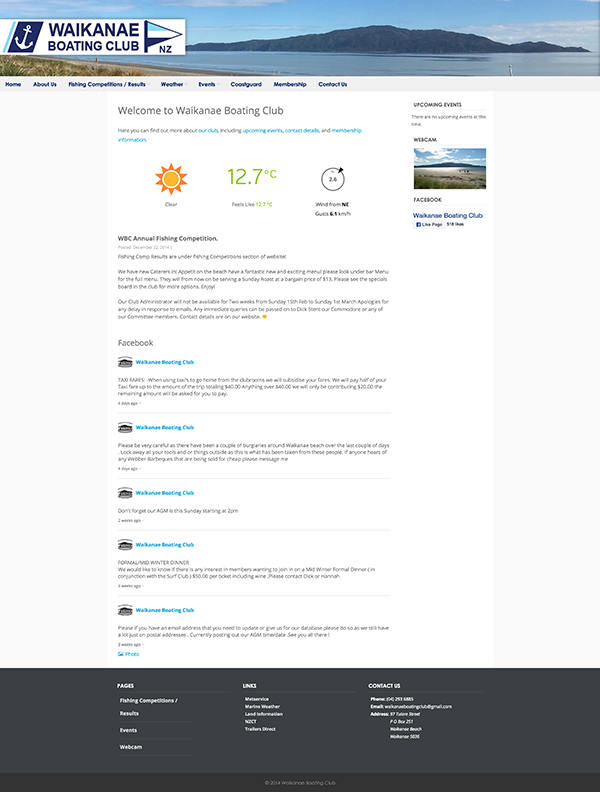 WAIKANAE
BOATING CLUB
NZ
Home About Us Fishing Competitions / Results Weather Events Coastguard Membership Contact Us
Welcome to Waikanae Boating Club
Here you can find out more about our club, including upcoming events, contact details, and membership
information.
12.7°C
2.6
Clear
Feels Like 12.7 °C
Wind from NE
Gusts 6.1 km/h
WBC Annual Fishing Competition.
Posted: December 22, 2014 |
Fishing Comp Results are under fishing Competitions section of website!
We have new Caterers in! Appetit on the beach have a fantastic new and exciting menu! please look under bar Menu
for the full menu. They will from now on be serving a Sunday Roast at a bargain price of $13. Please see the specials
board in the club for more options. Enjoy!
Our Club Administrator will not be available for Two weeks from Sunday 15th Feb to Sunday 1st March Apologies for
any delay in response to emails. Any immediate queries can be passed on to Dick Stent our Commodore or any of
our Committee members. Contact details are on our website.
Facebook
Waikanae Boating Club
TAXI FARES! -When using taxi's to go home from the clubrooms we will subsidise your fares. We will pay half of your
Taxi fare up to the amount of the trip totaling $40.00 Anything over $40.00 we will only be contributing $20.00 the
remaining amount will be asked for you to pay.
4 days ago
Waikanae Boating Club
Please be very careful as there have been a couple of burglaries around Waikanae beach over the last couple of days
. Lock away all your tools and or things outside as this is what has been taken from these people. If anyone hears of
any Webber Barbeques that are being sold for cheap please message me
4 days ago
Waikanae Boating Club
Don't forget our AGM is this Sunday starting at 2pm
2 weeks ago
Waikanae Boating Club
FORMAL/MID WINTER DINNER
We would like to know if there is any interest in members wanting to join in on a Mid Winter Formal Dinner ( in
conjunction with the Surf Club ) $50.00 per ticket including wine .Please contact Dick or Hannah
3 weeks ago
Waikanae Boating Club
Please if you have an email address that you need to update or give us for our database please do so as we still have
a lot just on postal addresses . Currently posting out our AGM time/date .See you all there !
3 weeks ago
Photo
UPCOMING EVENTS
There are no upcoming events at this
time.
WEBCAM
FACEBOOK
Waikanae Boating Club
Like Page 518 likes
PAGES
Fishing Competitions /
Results
Events
Webcam
LINKS
Metservice
Marine Weather
Land Information
NZCT
Trailers Direct
CONTACT US
Phone: (04) 293 6885
Email: waikanaeboatingclub@gmail.com
Address: 97 Tutere Street
P O Box 251
Waikanae Beach
Waikanae 5036
© 2014 Waikanae Boating Club